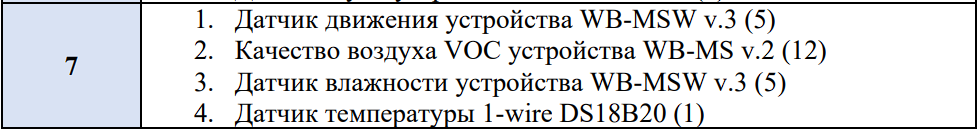 7
1. Датчик движения устройства WB-MSW v.3 (5)
2. Качество воздуха VOC устройства WB-MS v.2 (12)
3. Датчик влажности устройства WB-MSW v.3 (5)
4. Датчик температуры 1-wire DS18B20 (1)